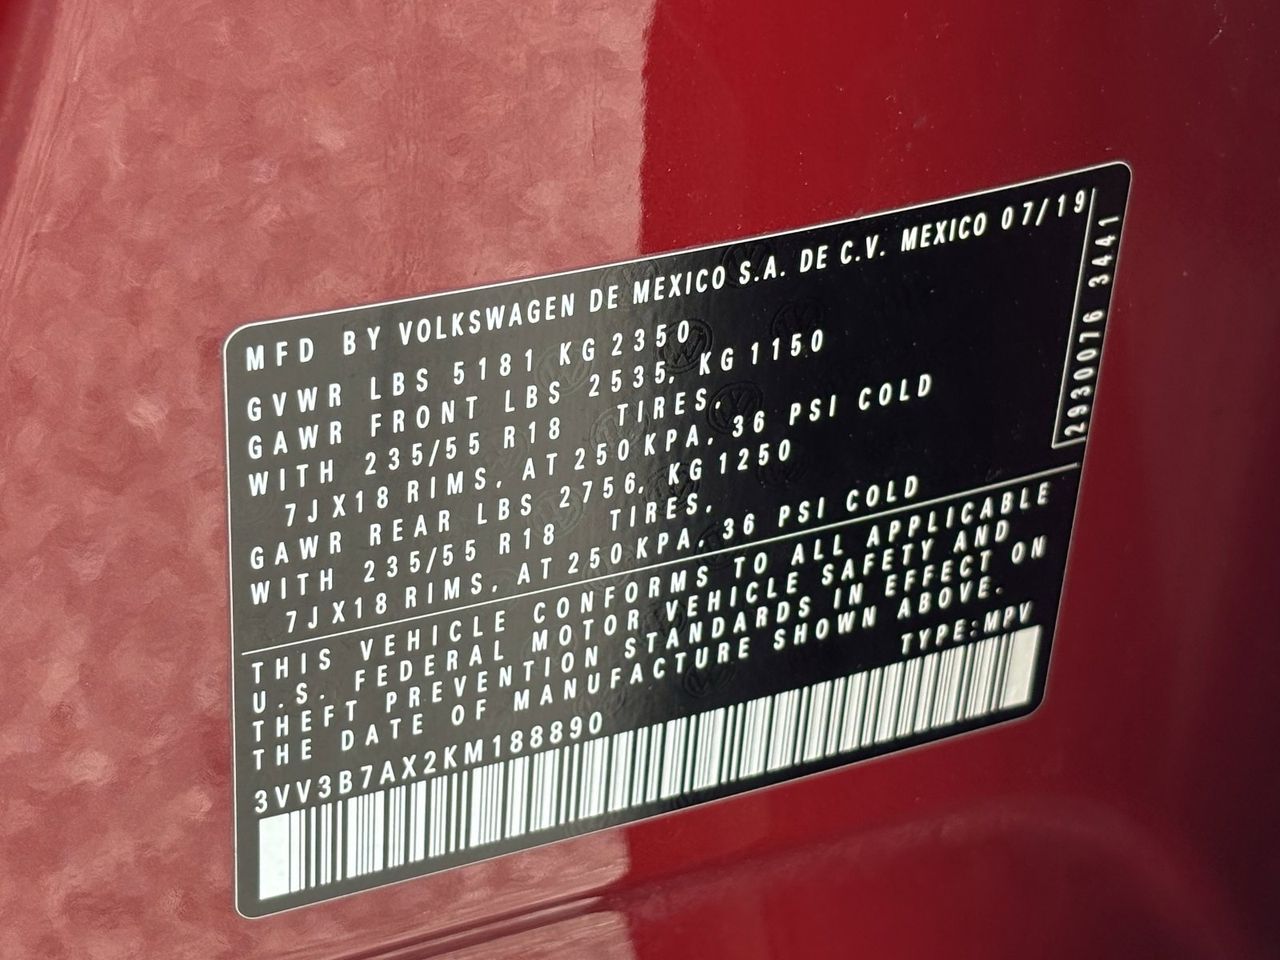 MFD BY VOLKSWAGEN DE MEXICO S.A. DE C.V. MEXICO 07/19
GVWR LBS 5181 KG 2350
GAWR FRONT LBS 2535, KG 1150
WITH 235/55 R18 TIRES,
7JX18 RIMS, AT 250 KPA, 36 PSI COLD
GAWR REAR LBS 2756, KG 1250
WITH 235/55 R18 TIRES,
7JX18 RIMS, AT 250 KPA, 36 PSI COLD
THIS VEHICLE CONFORMS TO ALL APPLICABLE
U.S. FEDERAL MOTOR VEHICLE SAFETY AND
THEFT PREVENTION STANDARDS IN EFFECT ON
THE DATE OF MANUFACTURE SHOWN ABOVE.
3VV3B7AX2KM188890 TYPE:MPV
2930076 3441